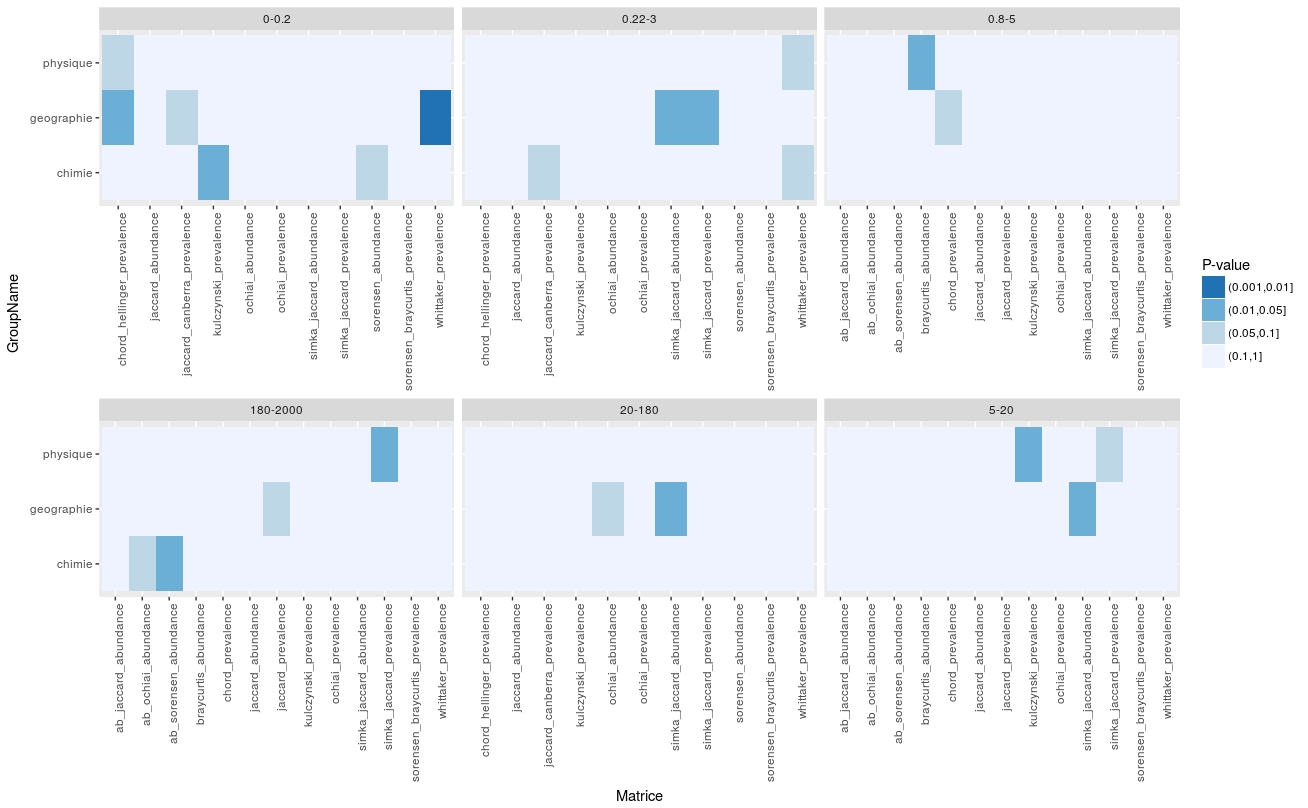 0-0.2
0.22-3
0.8-5
physique
geographie
chimie
chord_hellinger_prevalence
jaccard_abundance
jaccard_canberra_prevalence
kulczynski_prevalence
ochiai_abundance
ochiai_prevalence
simka_jaccard_abundance
simka_jaccard_prevalence
sorensen_abundance
sorensen_braycurtis_prevalence
whittaker_prevalence
chord_hellinger_prevalence
jaccard_abundance
jaccard_canberra_prevalence
kulczynski_prevalence
ochiai_abundance
ochiai_prevalence
simka_jaccard_abundance
simka_jaccard_prevalence
sorensen_abundance
sorensen_braycurtis_prevalence
whittaker_prevalence
ab_jaccard_abundance
ab_ochiai_abundance
ab_sorensen_abundance
braycurtis_abundance
chord_prevalence
jaccard_abundance
jaccard_prevalence
kulczynski_prevalence
ochiai_prevalence
simka_jaccard_abundance
simka_jaccard_prevalence
sorensen_braycurtis_prevalence
whittaker_prevalence
GroupName
P-value
(0.001,0.01]
(0.01,0.05]
(0.05,0.1]
(0.1,1]
180-2000
20-180
5-20
physique
geographie
chimie
ab_jaccard_abundance
ab_ochiai_abundance
ab_sorensen_abundance
braycurtis_abundance
chord_prevalence
jaccard_abundance
jaccard_prevalence
kulczynski_prevalence
ochiai_prevalence
simka_jaccard_abundance
simka_jaccard_prevalence
sorensen_braycurtis_prevalence
whittaker_prevalence
chord_hellinger_prevalence
jaccard_abundance
jaccard_canberra_prevalence
kulczynski_prevalence
ochiai_abundance
ochiai_prevalence
simka_jaccard_abundance
simka_jaccard_prevalence
sorensen_abundance
sorensen_braycurtis_prevalence
whittaker_prevalence
ab_jaccard_abundance
ab_ochiai_abundance
ab_sorensen_abundance
braycurtis_abundance
chord_prevalence
jaccard_abundance
jaccard_prevalence
kulczynski_prevalence
ochiai_prevalence
simka_jaccard_abundance
simka_jaccard_prevalence
sorensen_braycurtis_prevalence
whittaker_prevalence
Matrice